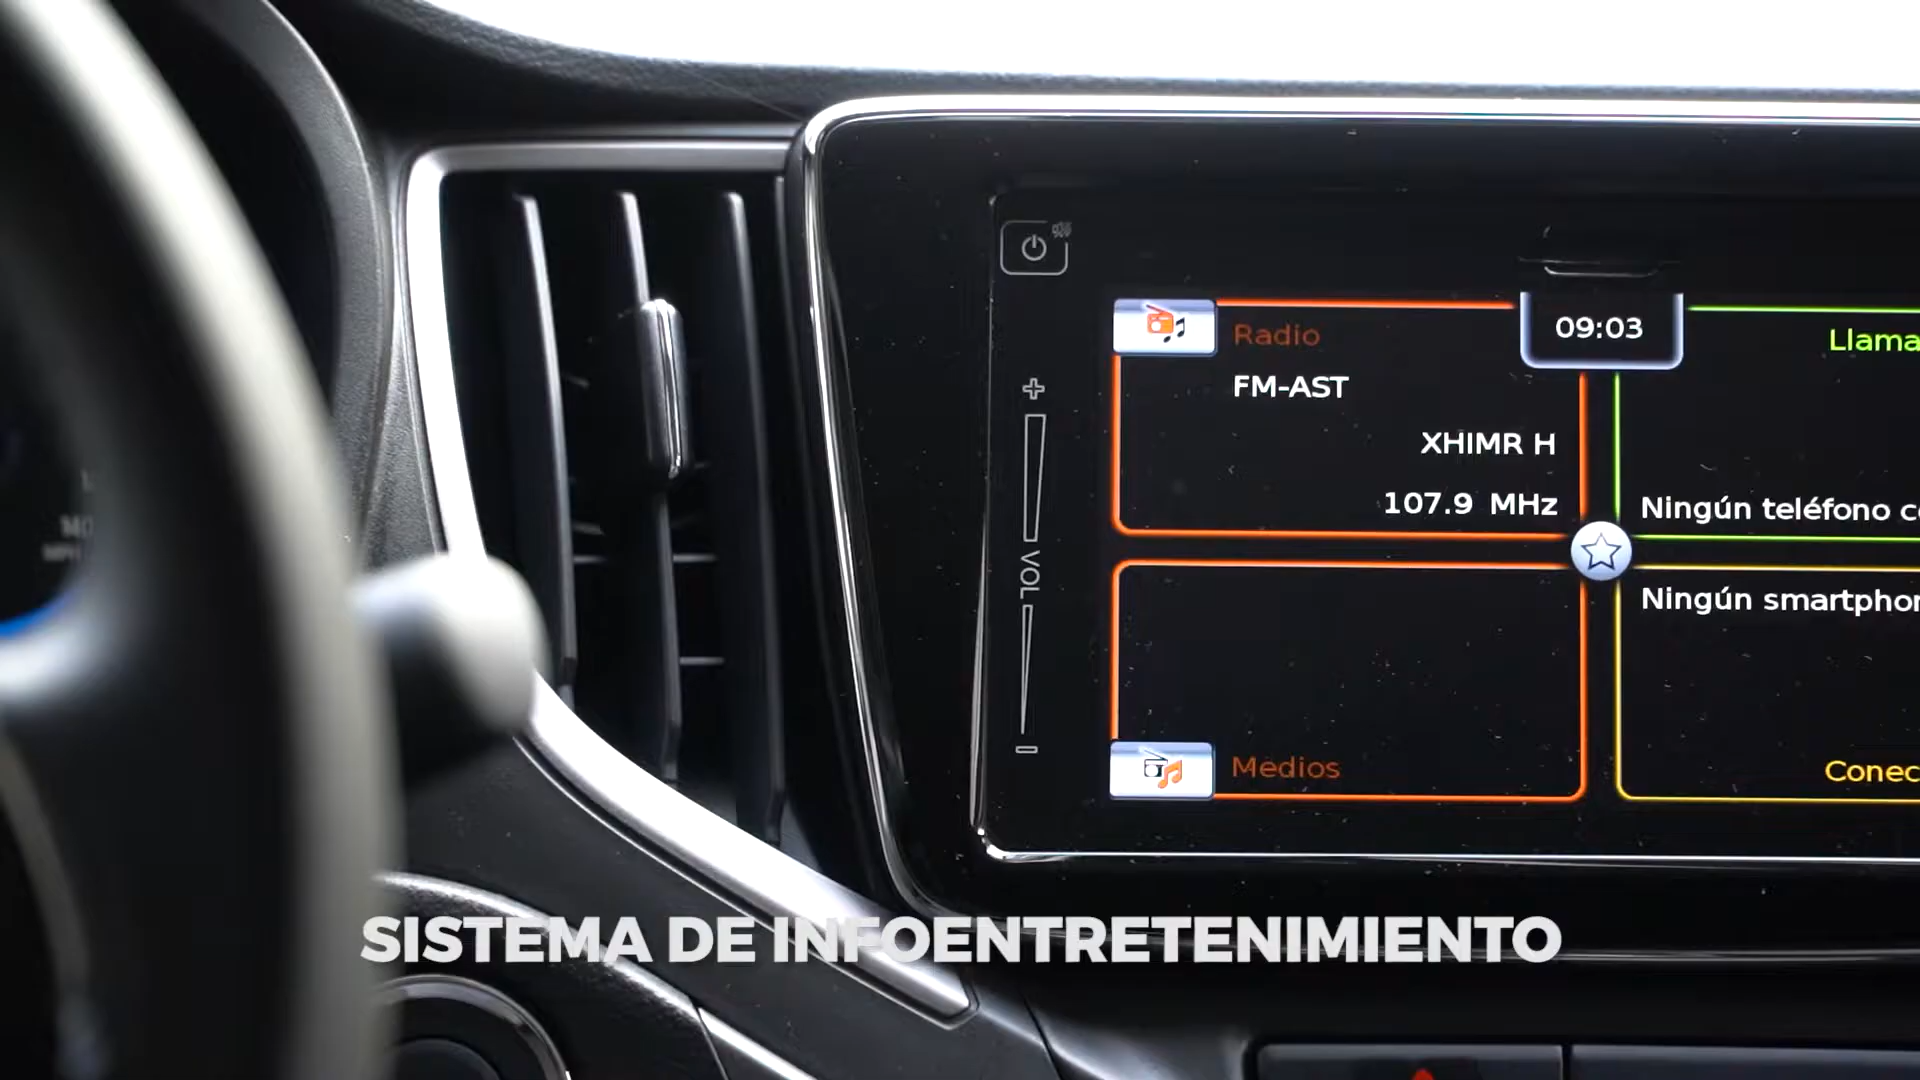 Radio
09:03
Llama
FM-AST
XHIMR H
107.9 MHz
VOL
Ningún teléfono c
Ningún smartphon
Medios
Conec
SISTEMA DE INFOENTRETENIMIENTO